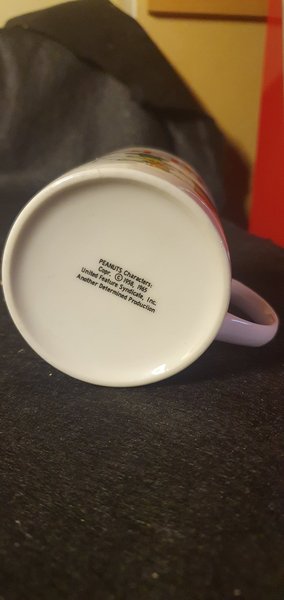 PEANUTS Characters:
Copr. © 1958, 1965
United Feature Syndicate, Inc.
Another Determined Production